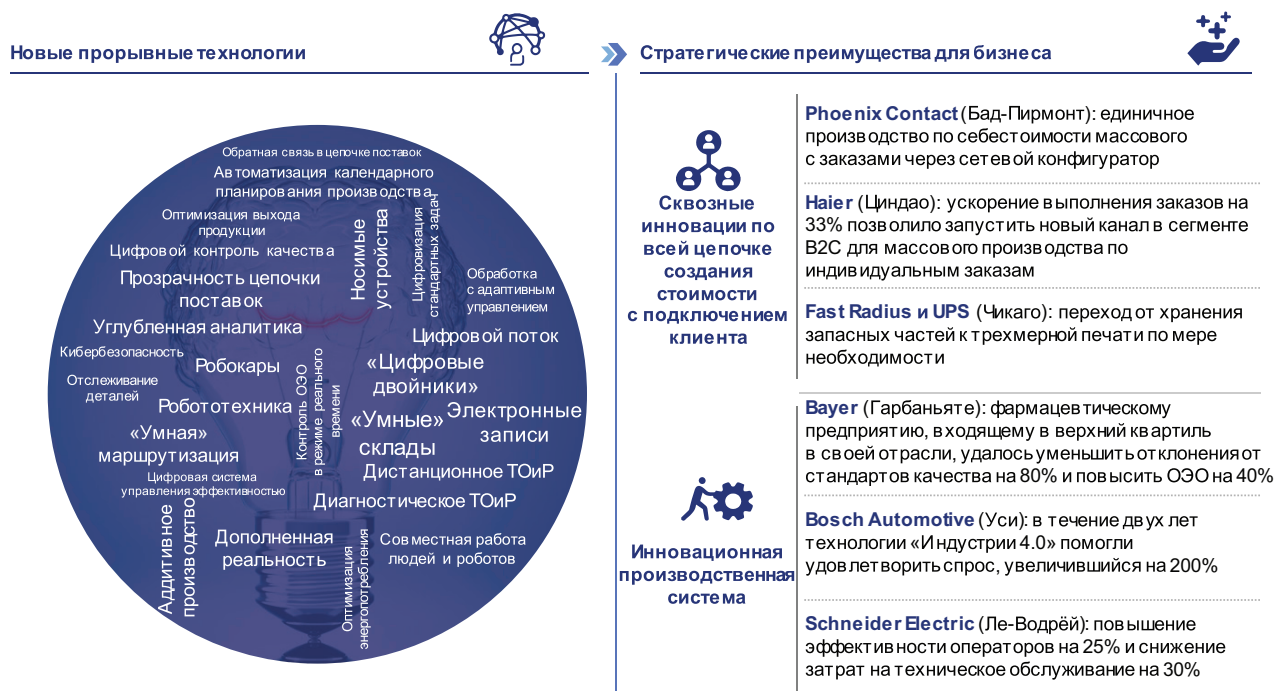 Новые прорывные технологии
Стратегические преимущества для бизнеса
Обратная связь в цепочке поставок
Автоматизация календарного
планирования производства
Оптимизация выхода
продукции
Цифровой контроль качества
Прозрачность цепочки
поставок
Носимые
устройства
Цифровизация
стандартных задач
Обработка
с адаптивным
управлением
Углубленная аналитика
Цифровой поток
Кибербезопасность
Робокары
Контроль ОЭО
в режиме реального
времени
«Цифровые
двойники»
Отслеживание
деталей
Робототехника
«Умные»
склады
Электронные
записи
«Умная»
маршрутизация
Дистанционное ТОиР
Цифровая система
управления эффективностью
Диагностическое ТОиР
Аддитивное
производство
Дополненная
реальность
Оптимизация
энергопотребления
Совместная работа
людей и роботов
Сквозные
инновации по
всей цепочке
создания
стоимости
с подключением
клиента
Phoenix Contact (Бад-Пирмонт): единичное
производство по себестоимости массового
с заказами через сетевой конфигуратор
Haier (Циндао): ускорение выполнения заказов на
33% позволило запустить новый канал в сегменте
B2C для массового производства по
индивидуальным заказам
Fast Radius и UPS (Чикаго): переход от хранения
запасных частей к трехмерной печати по мере
необходимости
Инновационная
производственная
система
Bayer (Гарбаньяте): фармацевтическому
предприятию, входящему в верхний квартиль
в своей отрасли, удалось уменьшить отклонения от
стандартов качества на 80% и повысить ОЭО на 40%
Bosch Automotive (Уси): в течение двух лет
технологии «Индустрии 4.0» помогли
удовлетворить спрос, увеличившийся на 200%
Schneider Electric (Ле-Водрёй): повышение
эффективности операторов на 25% и снижение
затрат на техническое обслуживание на 30%